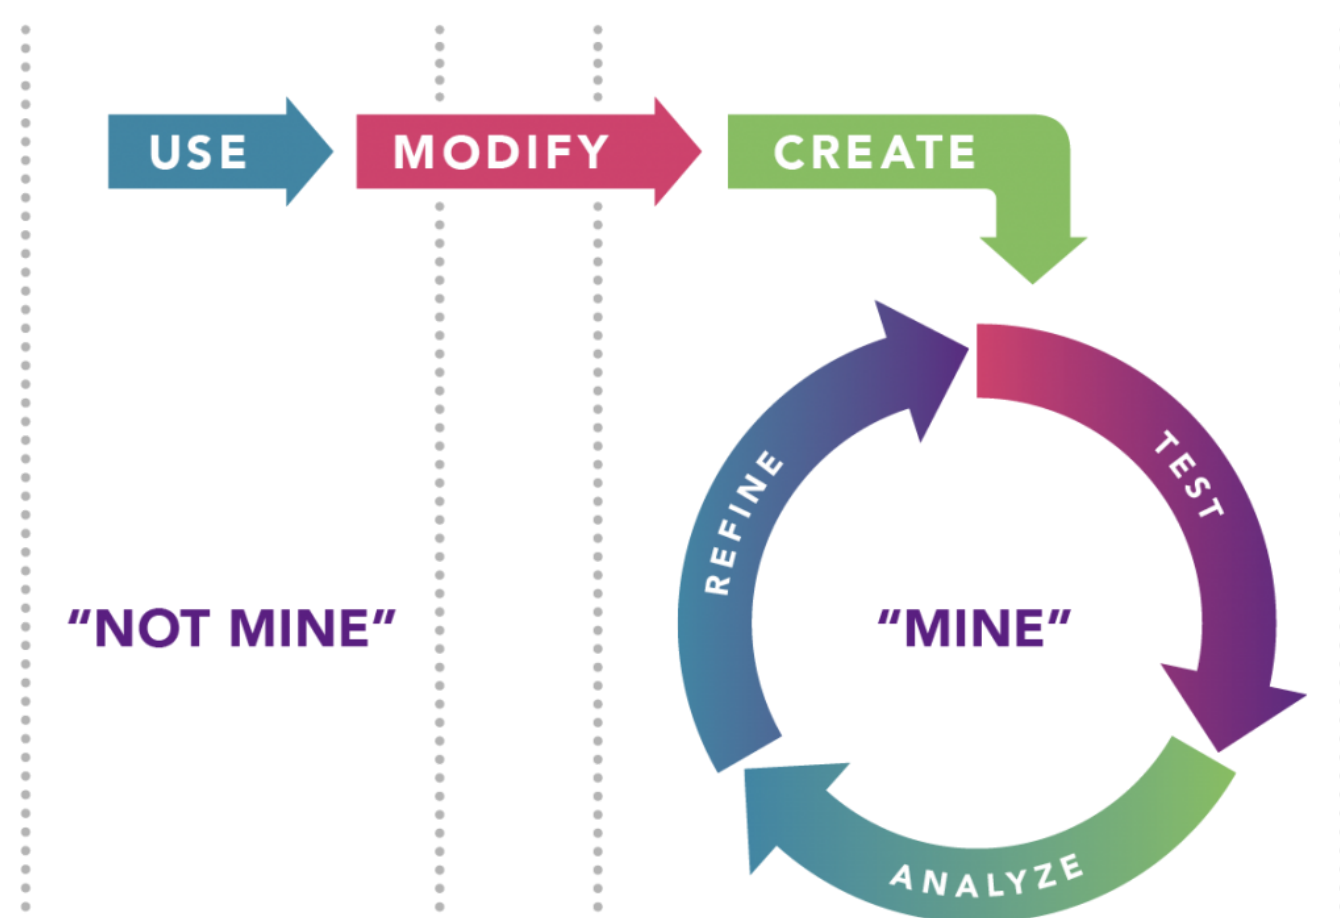 USE
MODIFY
CREATE
TEST
REFINE
"NOT MINE"
"MINE"
ANALYZE